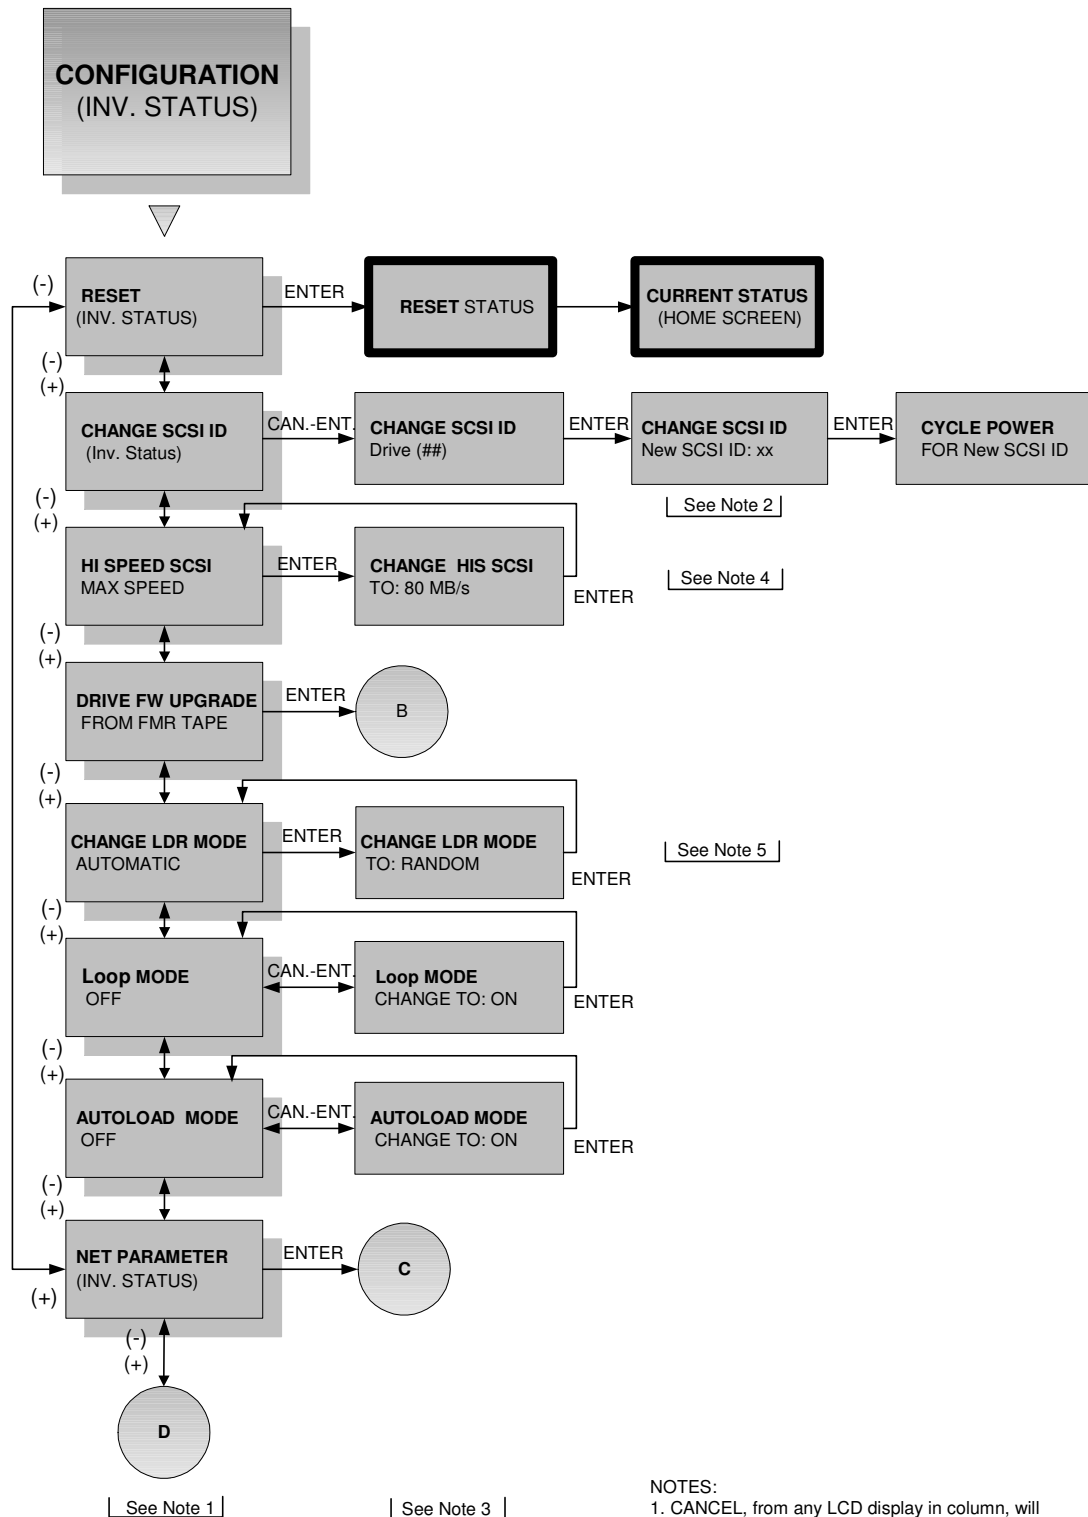 CONFIGURATION
(INV. STATUS)
(-)
RESET
(INV. STATUS)
ENTER
RESET STATUS
CURRENT STATUS
(HOME SCREEN)
(-)
(+)
CHANGE SCSI ID
(Inv. Status)
CAN.-ENT.
CHANGE SCSI ID
Drive (##)
ENTER
CHANGE SCSI ID
New SCSI ID: xx
ENTER
CYCLE POWER
FOR New SCSI ID
See Note 2
(-)
(+)
HI SPEED SCSI
MAX SPEED
ENTER
CHANGE HIS SCSI
TO: 80 MB/s
ENTER
See Note 4
(-)
(+)
DRIVE FW UPGRADE
FROM FMR TAPE
ENTER
B
(-)
(+)
CHANGE LDR MODE
AUTOMATIC
ENTER
CHANGE LDR MODE
TO: RANDOM
ENTER
See Note 5
(-)
(+)
Loop MODE
OFF
CAN.-ENT.
Loop MODE
CHANGE TO: ON
ENTER
(-)
(+)
AUTOLOAD MODE
OFF
CAN.-ENT.
AUTOLOAD MODE
CHANGE TO: ON
ENTER
(-)
(+)
NET PARAMETER
(INV. STATUS)
ENTER
C
(+)
(-)
(+)
D
See Note 1
See Note 3
NOTES:
1. CANCEL, from any LCD display in column, will